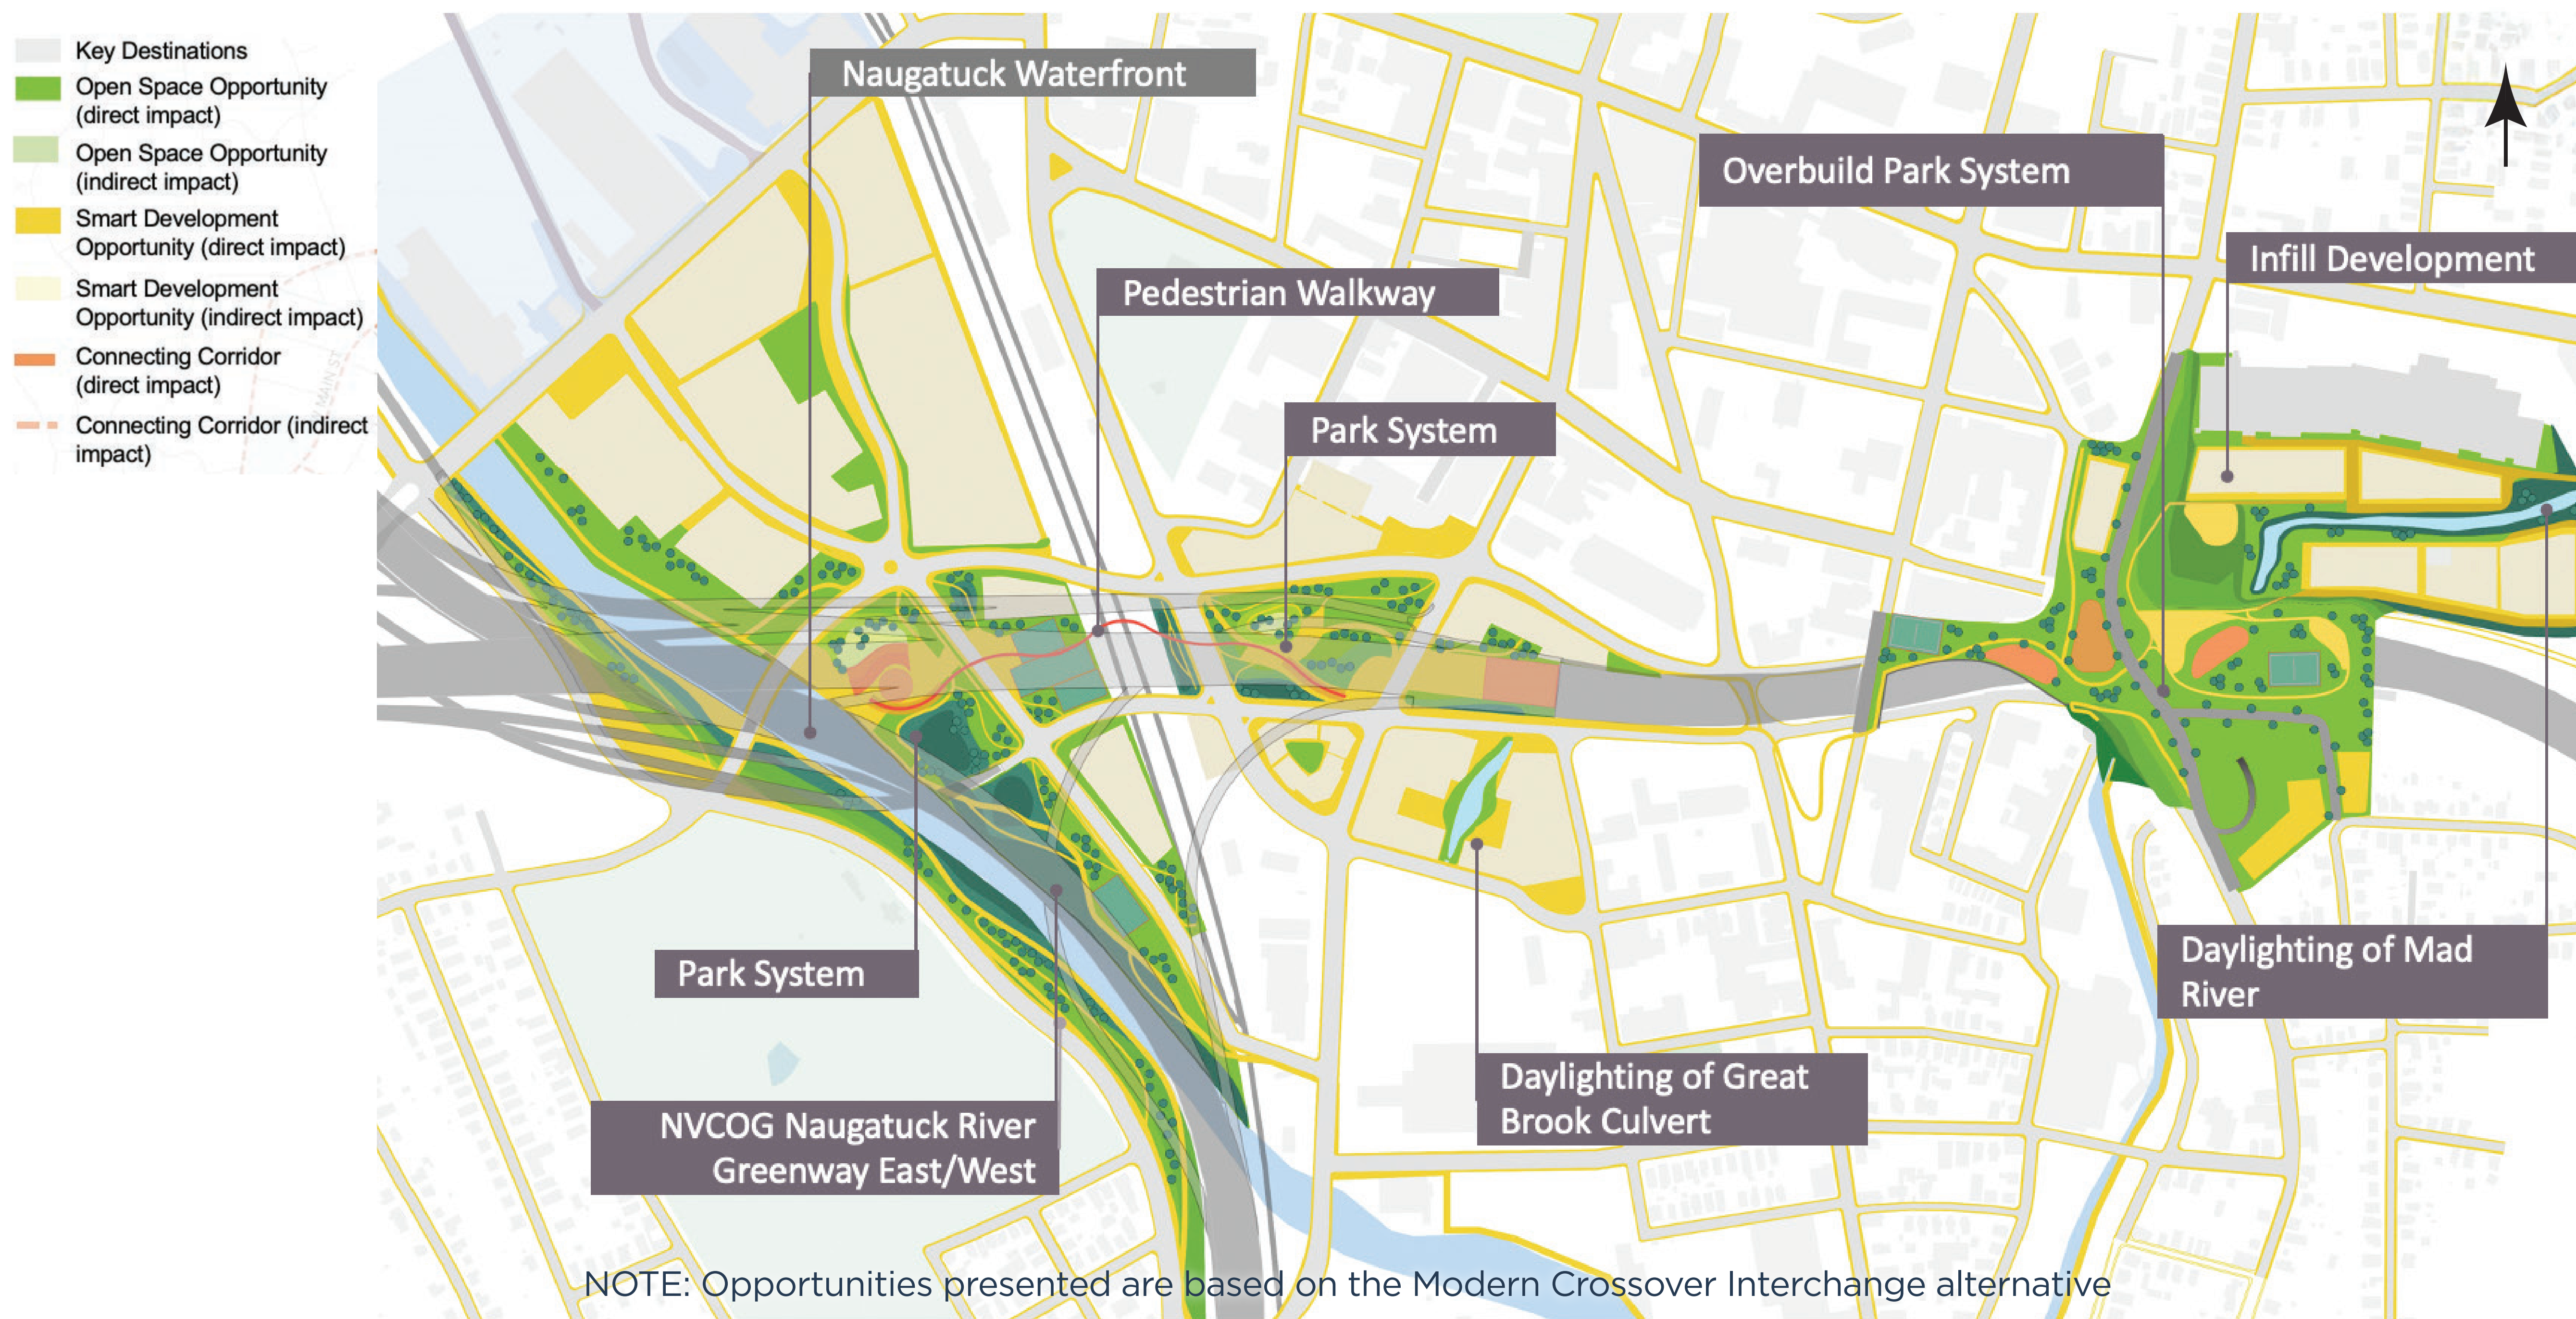 Key Destinations
Open Space Opportunity
(direct impact)
Open Space Opportunity
(indirect impact)
Smart Development
Opportunity (direct impact)
Smart Development
Opportunity (indirect impact)
Connecting Corridor
(direct impact)
Connecting Corridor (indirect
impact)
MAIN ST
Naugatuck Waterfront
Overbuild Park System
Infill Development
Pedestrian Walkway
Park System
Park System
Daylighting of Mad
River
Daylighting of Great
Brook Culvert
NVCOG Naugatuck River
Greenway East/West
NOTE: Opportunities presented are based on the Modern Crossover Interchange alternative